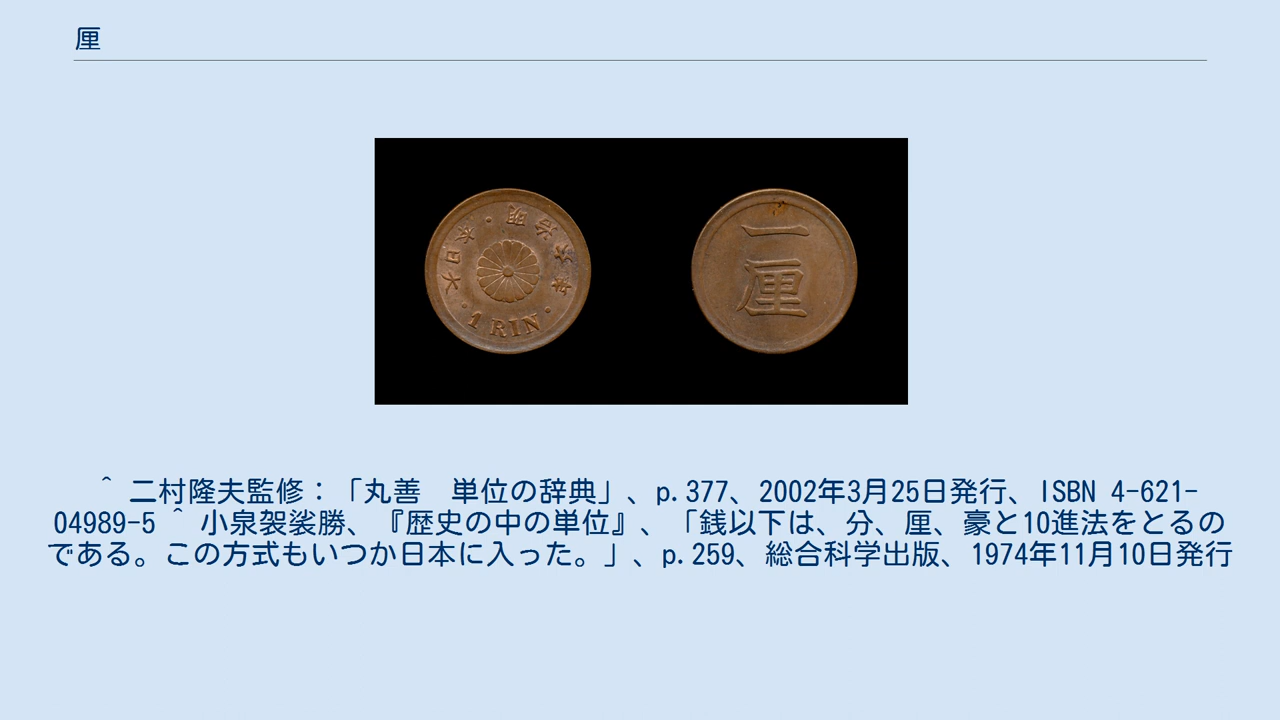 厘
大日本・明治六年・
・1 RIN・
一
厘
^ 二村隆夫監修：「丸善　単位の辞典」、p.377、2002年3月25日発行、ISBN 4-621-
04989-5 ^ 小泉袈裟勝、『歴史の中の単位』、「銭以下は、分、厘、豪と10進法をとるの
である。この方式もいつか日本に入った。」、p.259、総合科学出版、1974年11月10日発行